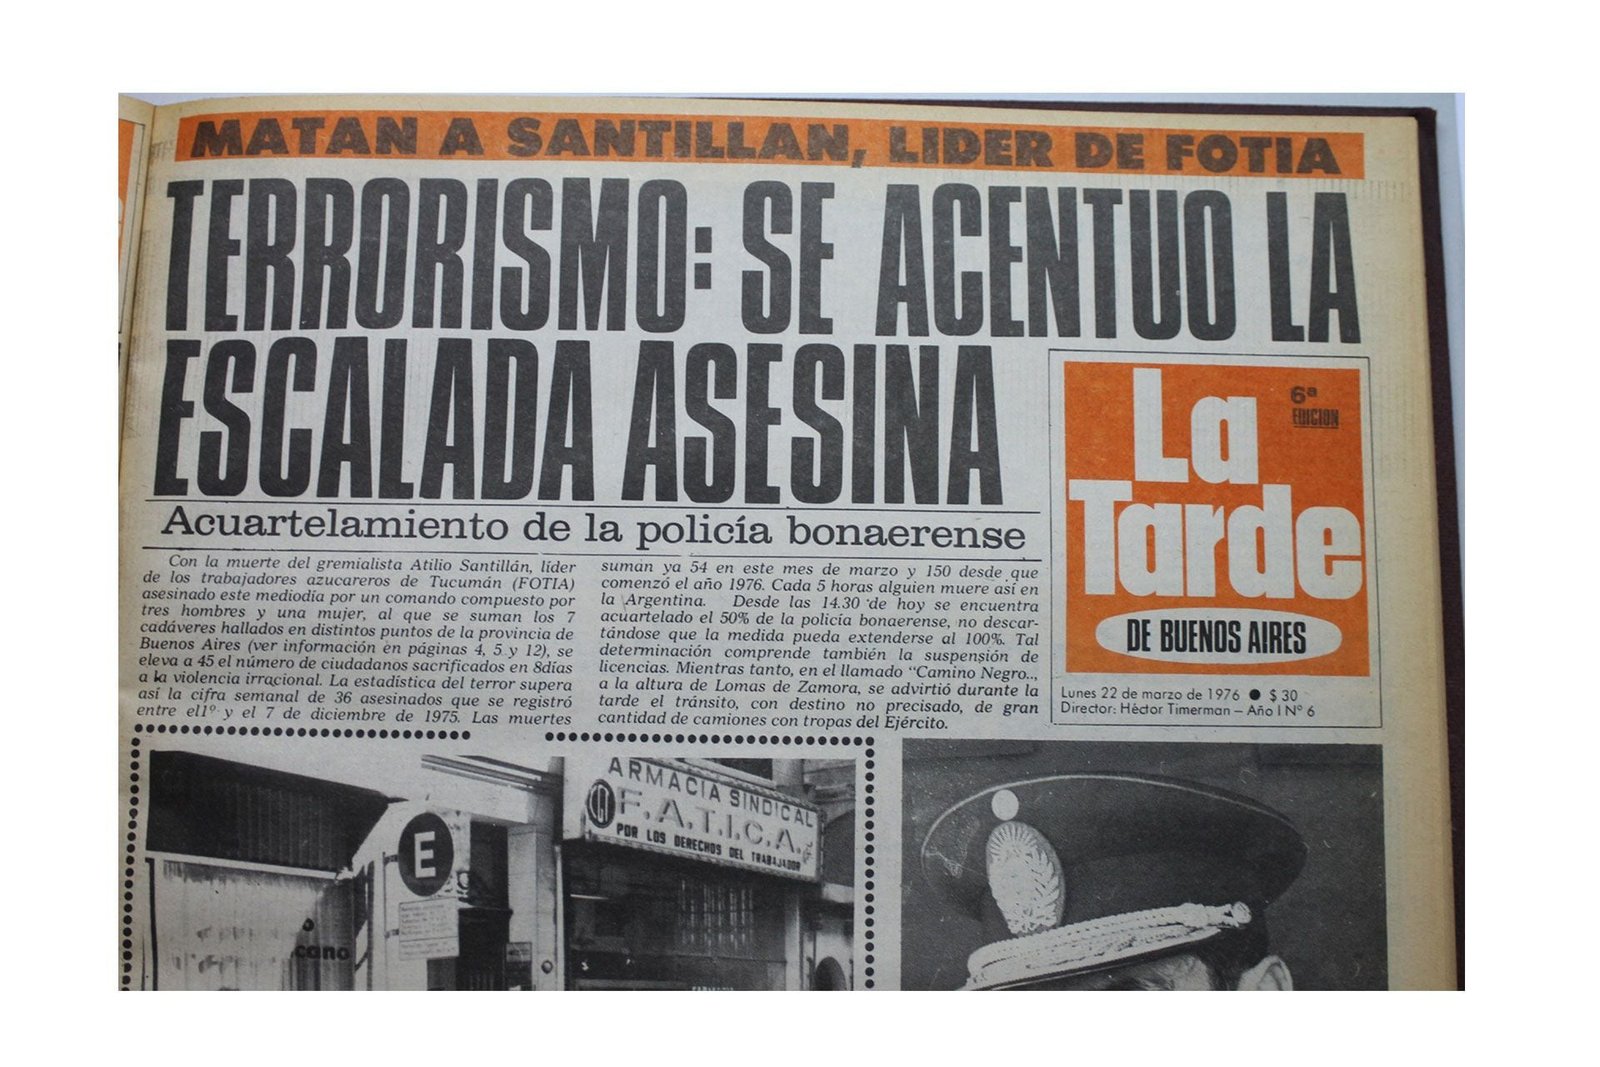 MATAN A SANTILLAN, LIDER DE FOTIA
TERRORISMO: SE ACENTUO LA
ESCALADA ASESINA
Acuartelamiento de la policía bonaerense
Con la muerte del gremialista Atilio Santillán, líder
de los trabajadores azucareros de Tucumán (FOTIA)
asesinado este mediodía por un comando compuesto por
tres hombres y una mujer, al que se suman los 7
cadáveres hallados en distintos puntos de la provincia de
Buenos Aires (ver información en páginas 4, 5 y 12), se
eleva a 45 el número de ciudadanos sacrificados en 8días
a la violencia irracional. La estadística del terror supera
así la cifra semanal de 36 asesinados que se registró
entre el1º y el 7 de diciembre de 1975. Las muertes
suman ya 54 en este mes de marzo y 150 desde que
comenzó el año 1976. Cada 5 horas alguien muere así en
la Argentina. Desde las 14.30 de hoy se encuentra
acuartelado el 50% de la policía bonaerense, no descar-
tándose que la medida pueda extenderse al 100%. Tal
determinación comprende también la suspensión de
licencias. Mientras tanto, en el llamado "Camino Negro..,
a la altura de Lomas de Zamora, se advirtió durante la
tarde el tránsito, con destino no precisado, de gran
cantidad de camiones con tropas del Ejército.
6ª
EDICION
La
Tarde
DE BUENOS AIRES
Lunes 22 de marzo de 1976 ● $ 30
Director: Héctor Timerman – Año I Nº 6
E
ARMACIA SINDICAL
CGT F.A.T.I.C.A.
POR LOS DERECHOS DEL TRABAJADOR
cano